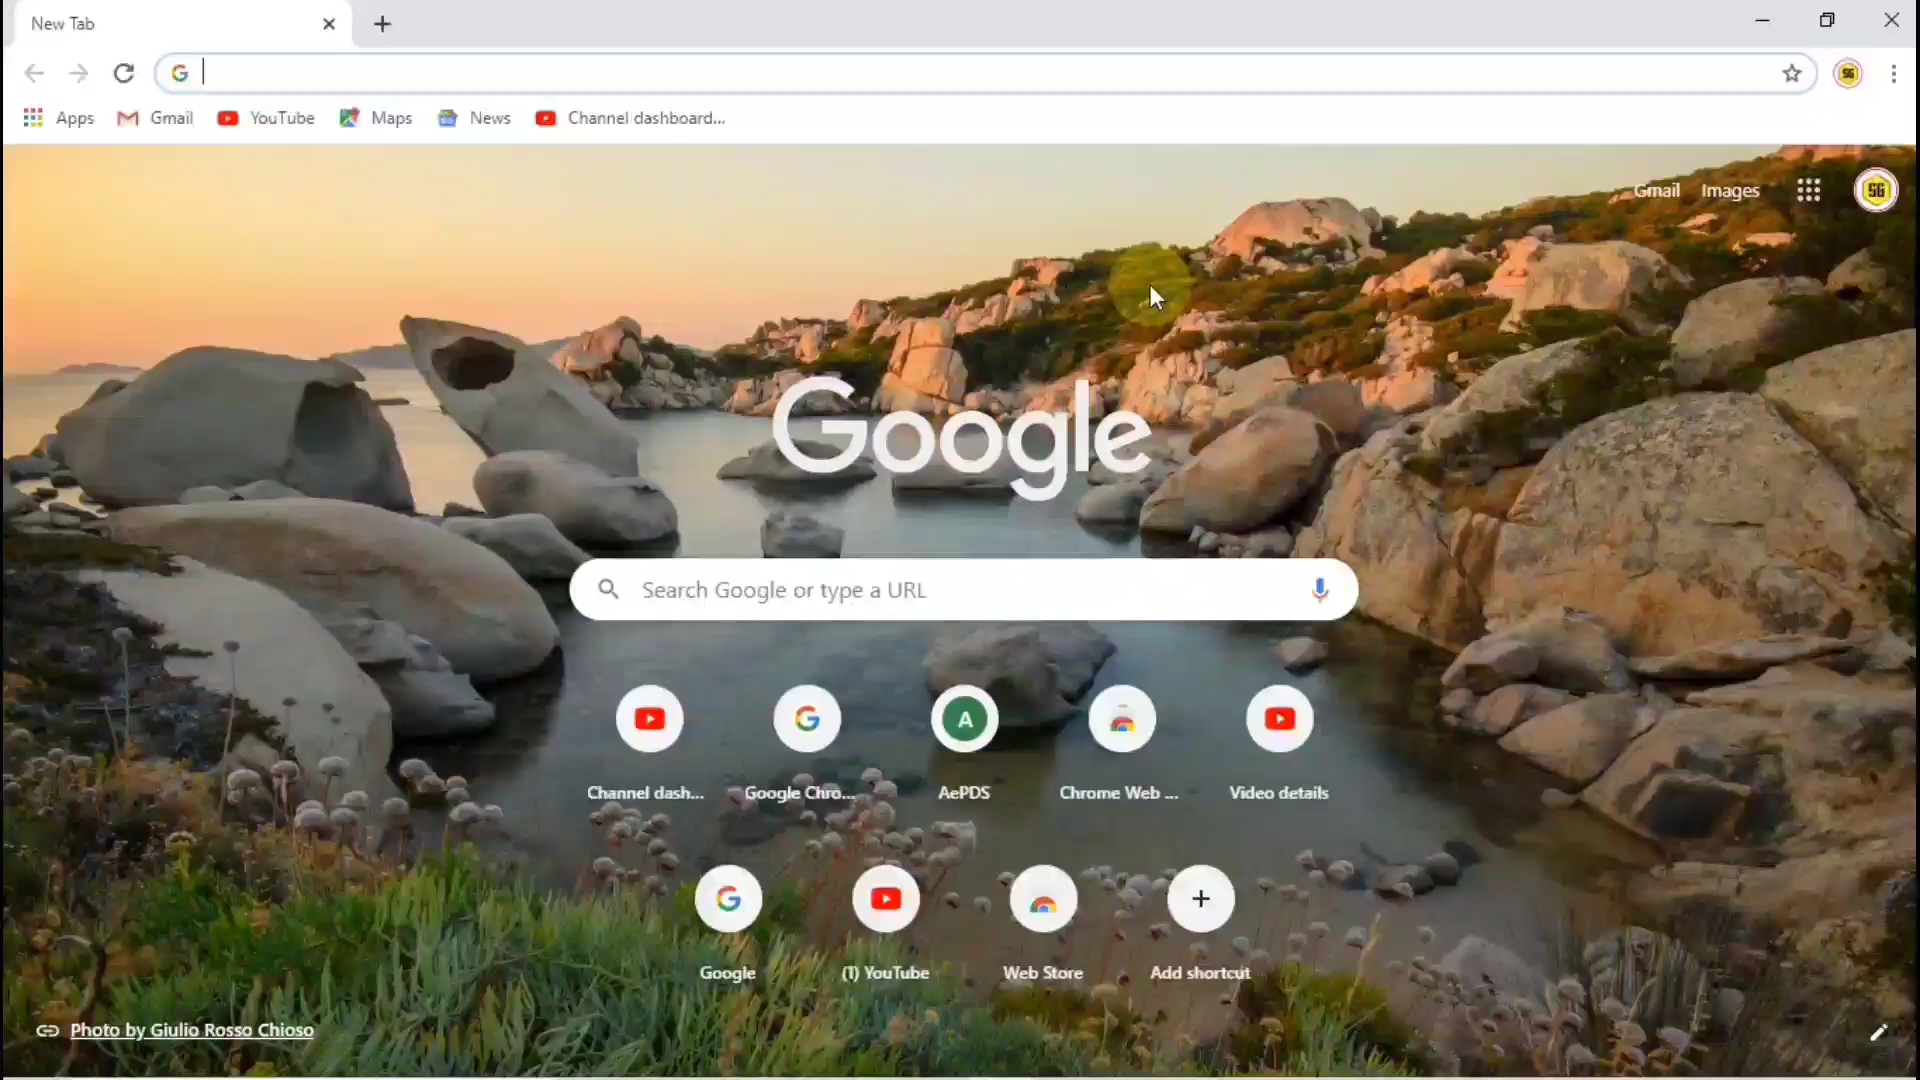 New Tab
Apps Gmail YouTube Maps News Channel dashboard...
Gmail Images SG
Google
Search Google or type a URL
A
Channel dash... Google Chro... AePDS Chrome Web ... Video details
Google (1) YouTube Web Store Add shortcut
Photo by Giulio Rosso Chioso